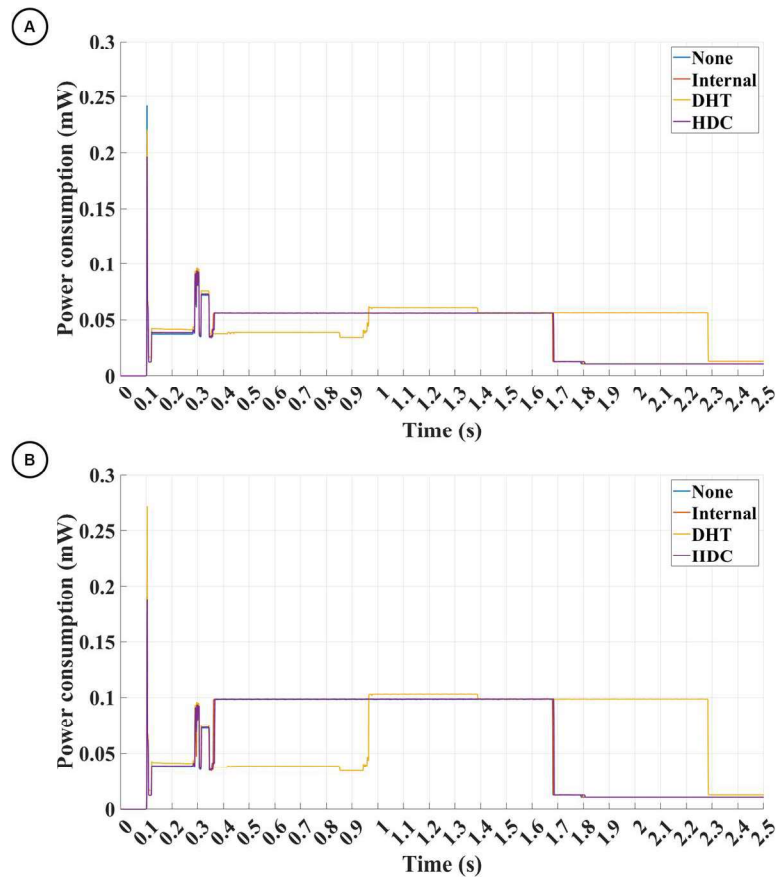 A
Power consumption (mW)
0.3
0.25
0.2
0.15
0.1
0.05
0
None
Internal
DHT
HDC
0 0.1 0.2 0.3 0.4 0.5 0.6 0.7 0.8 0.9 1 1.1 1.2 1.3 1.4 1.5 1.6 1.7 1.8 1.9 2 2.1 2.2 2.3 2.4 2.5
Time (s)
B
Power consumption (mW)
0.3
0.25
0.2
0.15
0.1
0.05
0
None
Internal
DHT
IIDC
0 0.1 0.2 0.3 0.4 0.5 0.6 0.7 0.8 0.9 1 1.1 1.2 1.3 1.4 1.5 1.6 1.7 1.8 1.9 2 2.1 2.2 2.3 2.4 2.5
Time (s)